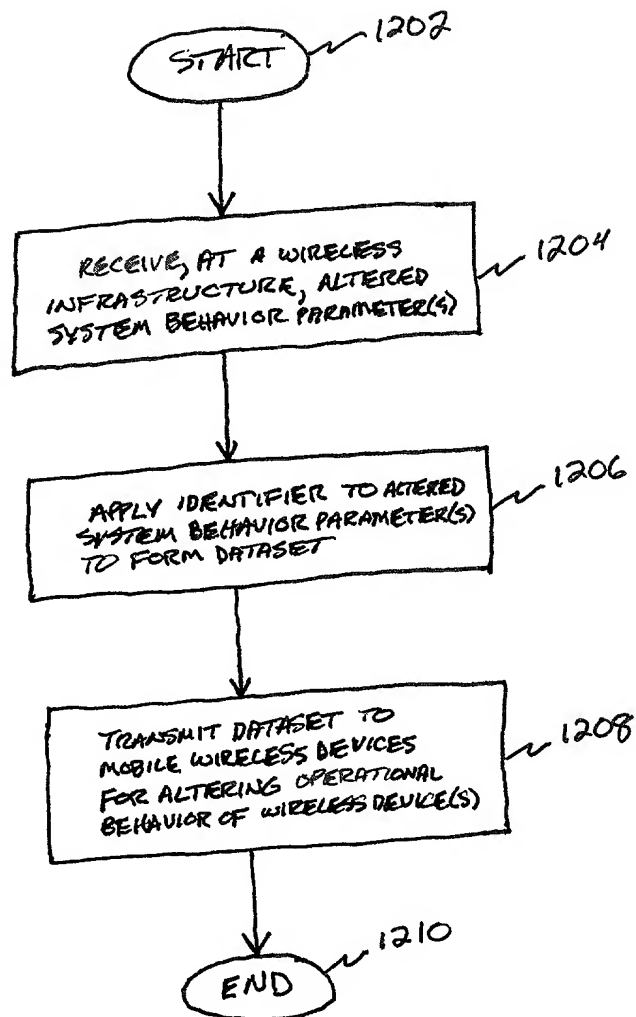 START
1202
RECEIVE, AT A WIRELESS
INFRASTRUCTURE, ALTERED
SYSTEM BEHAVIOR PARAMETER(S)
1204
APPLY IDENTIFIER TO ALTERED
SYSTEM BEHAVIOR PARAMETER(S)
TO FORM DATASET
1206
TRANSMIT DATASET TO
MOBILE WIRELESS DEVICES
FOR ALTERING OPERATIONAL
BEHAVIOR OF WIRELESS DEVICE(S)
1208
END
1210